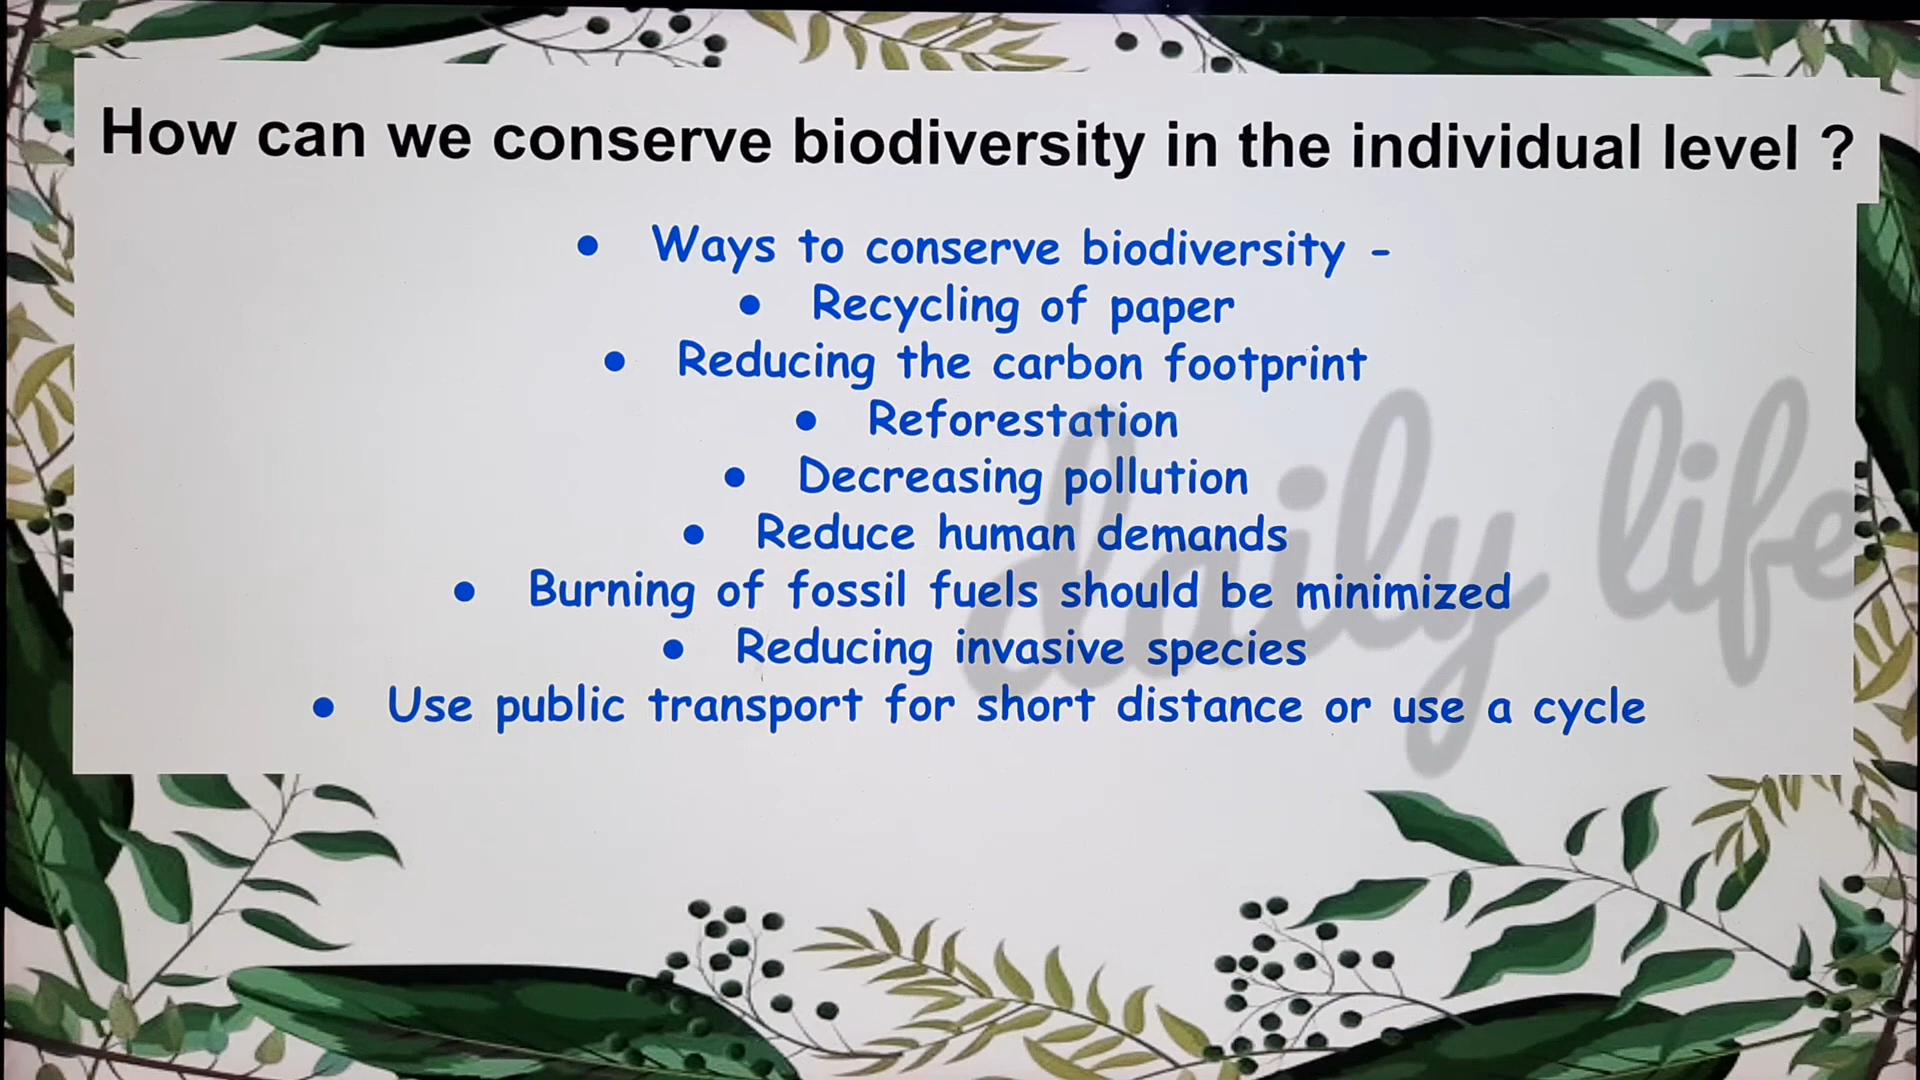 How can we conserve biodiversity in the individual level ?
● Ways to conserve biodiversity -
● Recycling of paper
● Reducing the carbon footprint
● Reforestation
● Decreasing pollution
● Reduce human demands
● Burning of fossil fuels should be minimized
● Reducing invasive species
● Use public transport for short distance or use a cycle
daily life